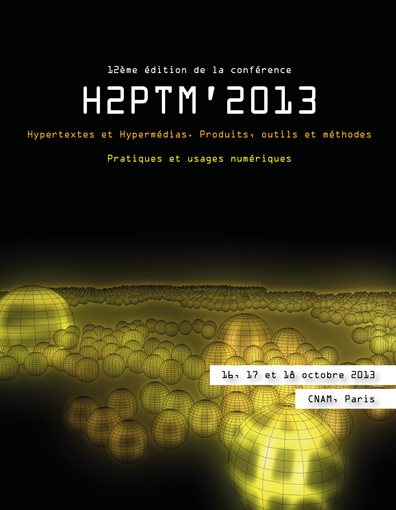 12ème édition de la conférence
H2PTM'2013
Hypertextes et Hypermédias. Produits, outils et méthodes
Pratiques et usages numériques
16, 17 et 18 octobre 2013
CNAM, Paris